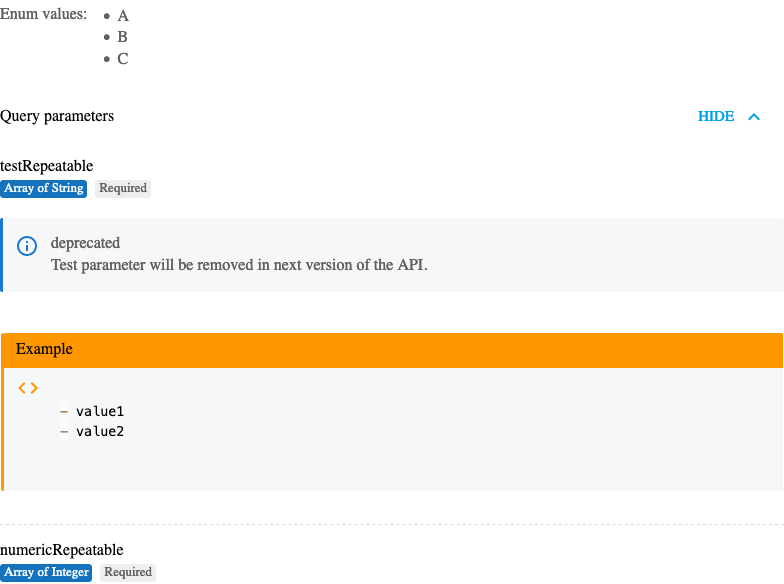 Enum values:
• A
• B
• C
Query parameters
HIDE
testRepeatable
Array of String Required
deprecated
Test parameter will be removed in next version of the API.
Example
<>
– value1
– value2
numericRepeatable
Array of Integer Required